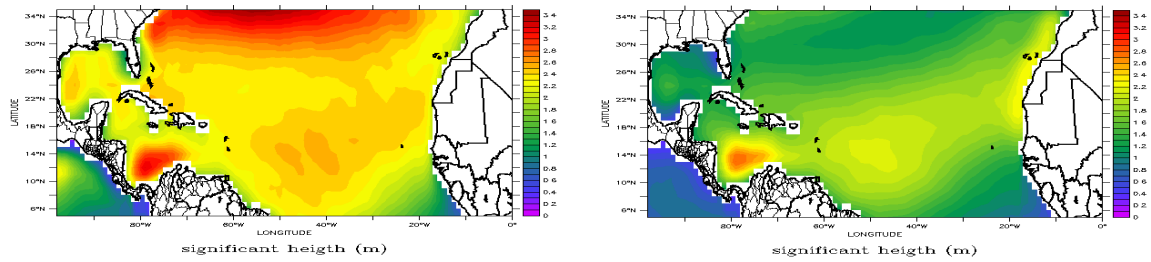 34°N
30°N
26°N
22°N
18°N
14°N
10°N
6°N
LATITUDE
80°W
60°W
40°W
20°W
0°
LONGITUDE
significant heigth (m)
3.4
3.2
3
2.8
2.6
2.4
2.2
2
1.8
1.6
1.4
1.2
1
0.8
0.6
0.4
0.2
0
34°N
30°N
26°N
22°N
18°N
14°N
10°N
6°N
LATITUDE
80°W
60°W
40°W
20°W
0°
LONGITUDE
significant heigth (m)
3.4
3.2
3
2.8
2.6
2.4
2.2
2
1.8
1.6
1.4
1.2
1
0.8
0.6
0.4
0.2
0